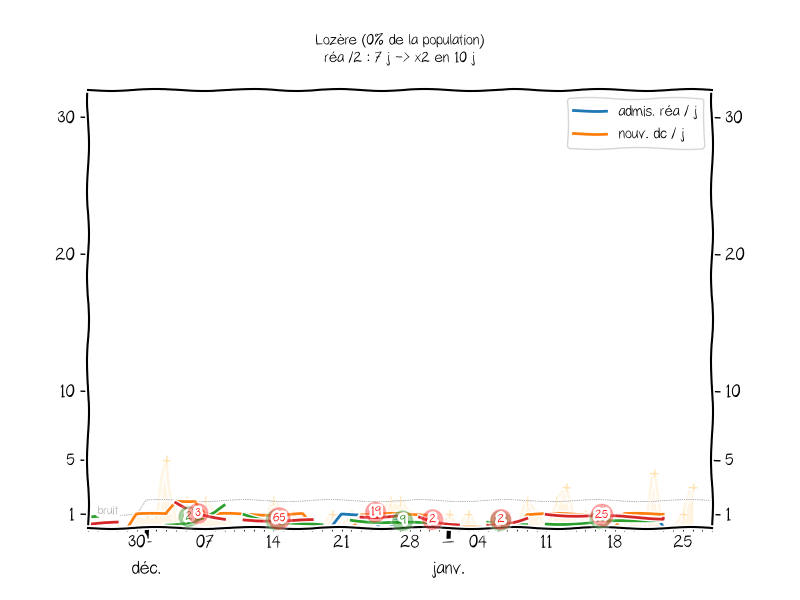 Lozère (0% de la population)
réa /2 : 7 j -> x2 en 10 j
admis. réa / j
nouv. dc / j
30 30
20 20
10 10
5 5
1 1
bruit
3 65 19 9 2 2 25
30 07 14 21 28 04 11 18 25
déc. janv.